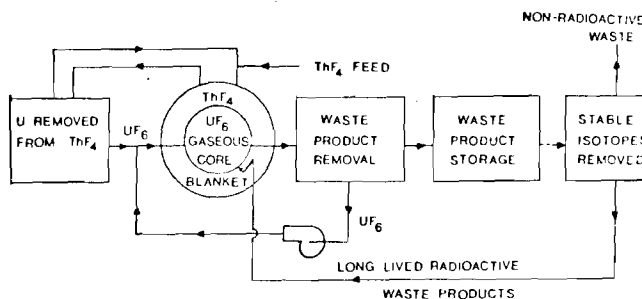 NON-RADIOACTIVE
WASTE
ThF4 FEED
U REMOVED
FROM ThF4
UF6
ThF4
UF6
GASEOUS
CORE
BLANKET
WASTE
PRODUCT
REMOVAL
WASTE
PRODUCT
STORAGE
STABLE
ISOTOPES
REMOVED
UF6
LONG LIVED RADIOACTIVE
WASTE PRODUCTS